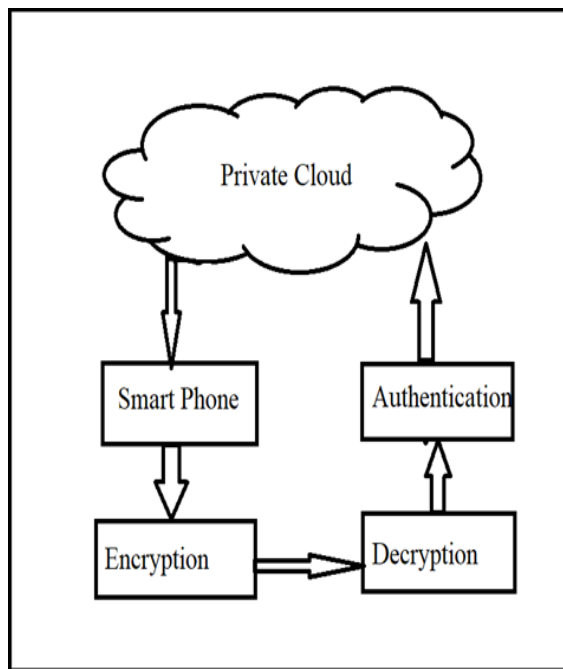 Private Cloud
Smart Phone
Authentication
Encryption
Decryption